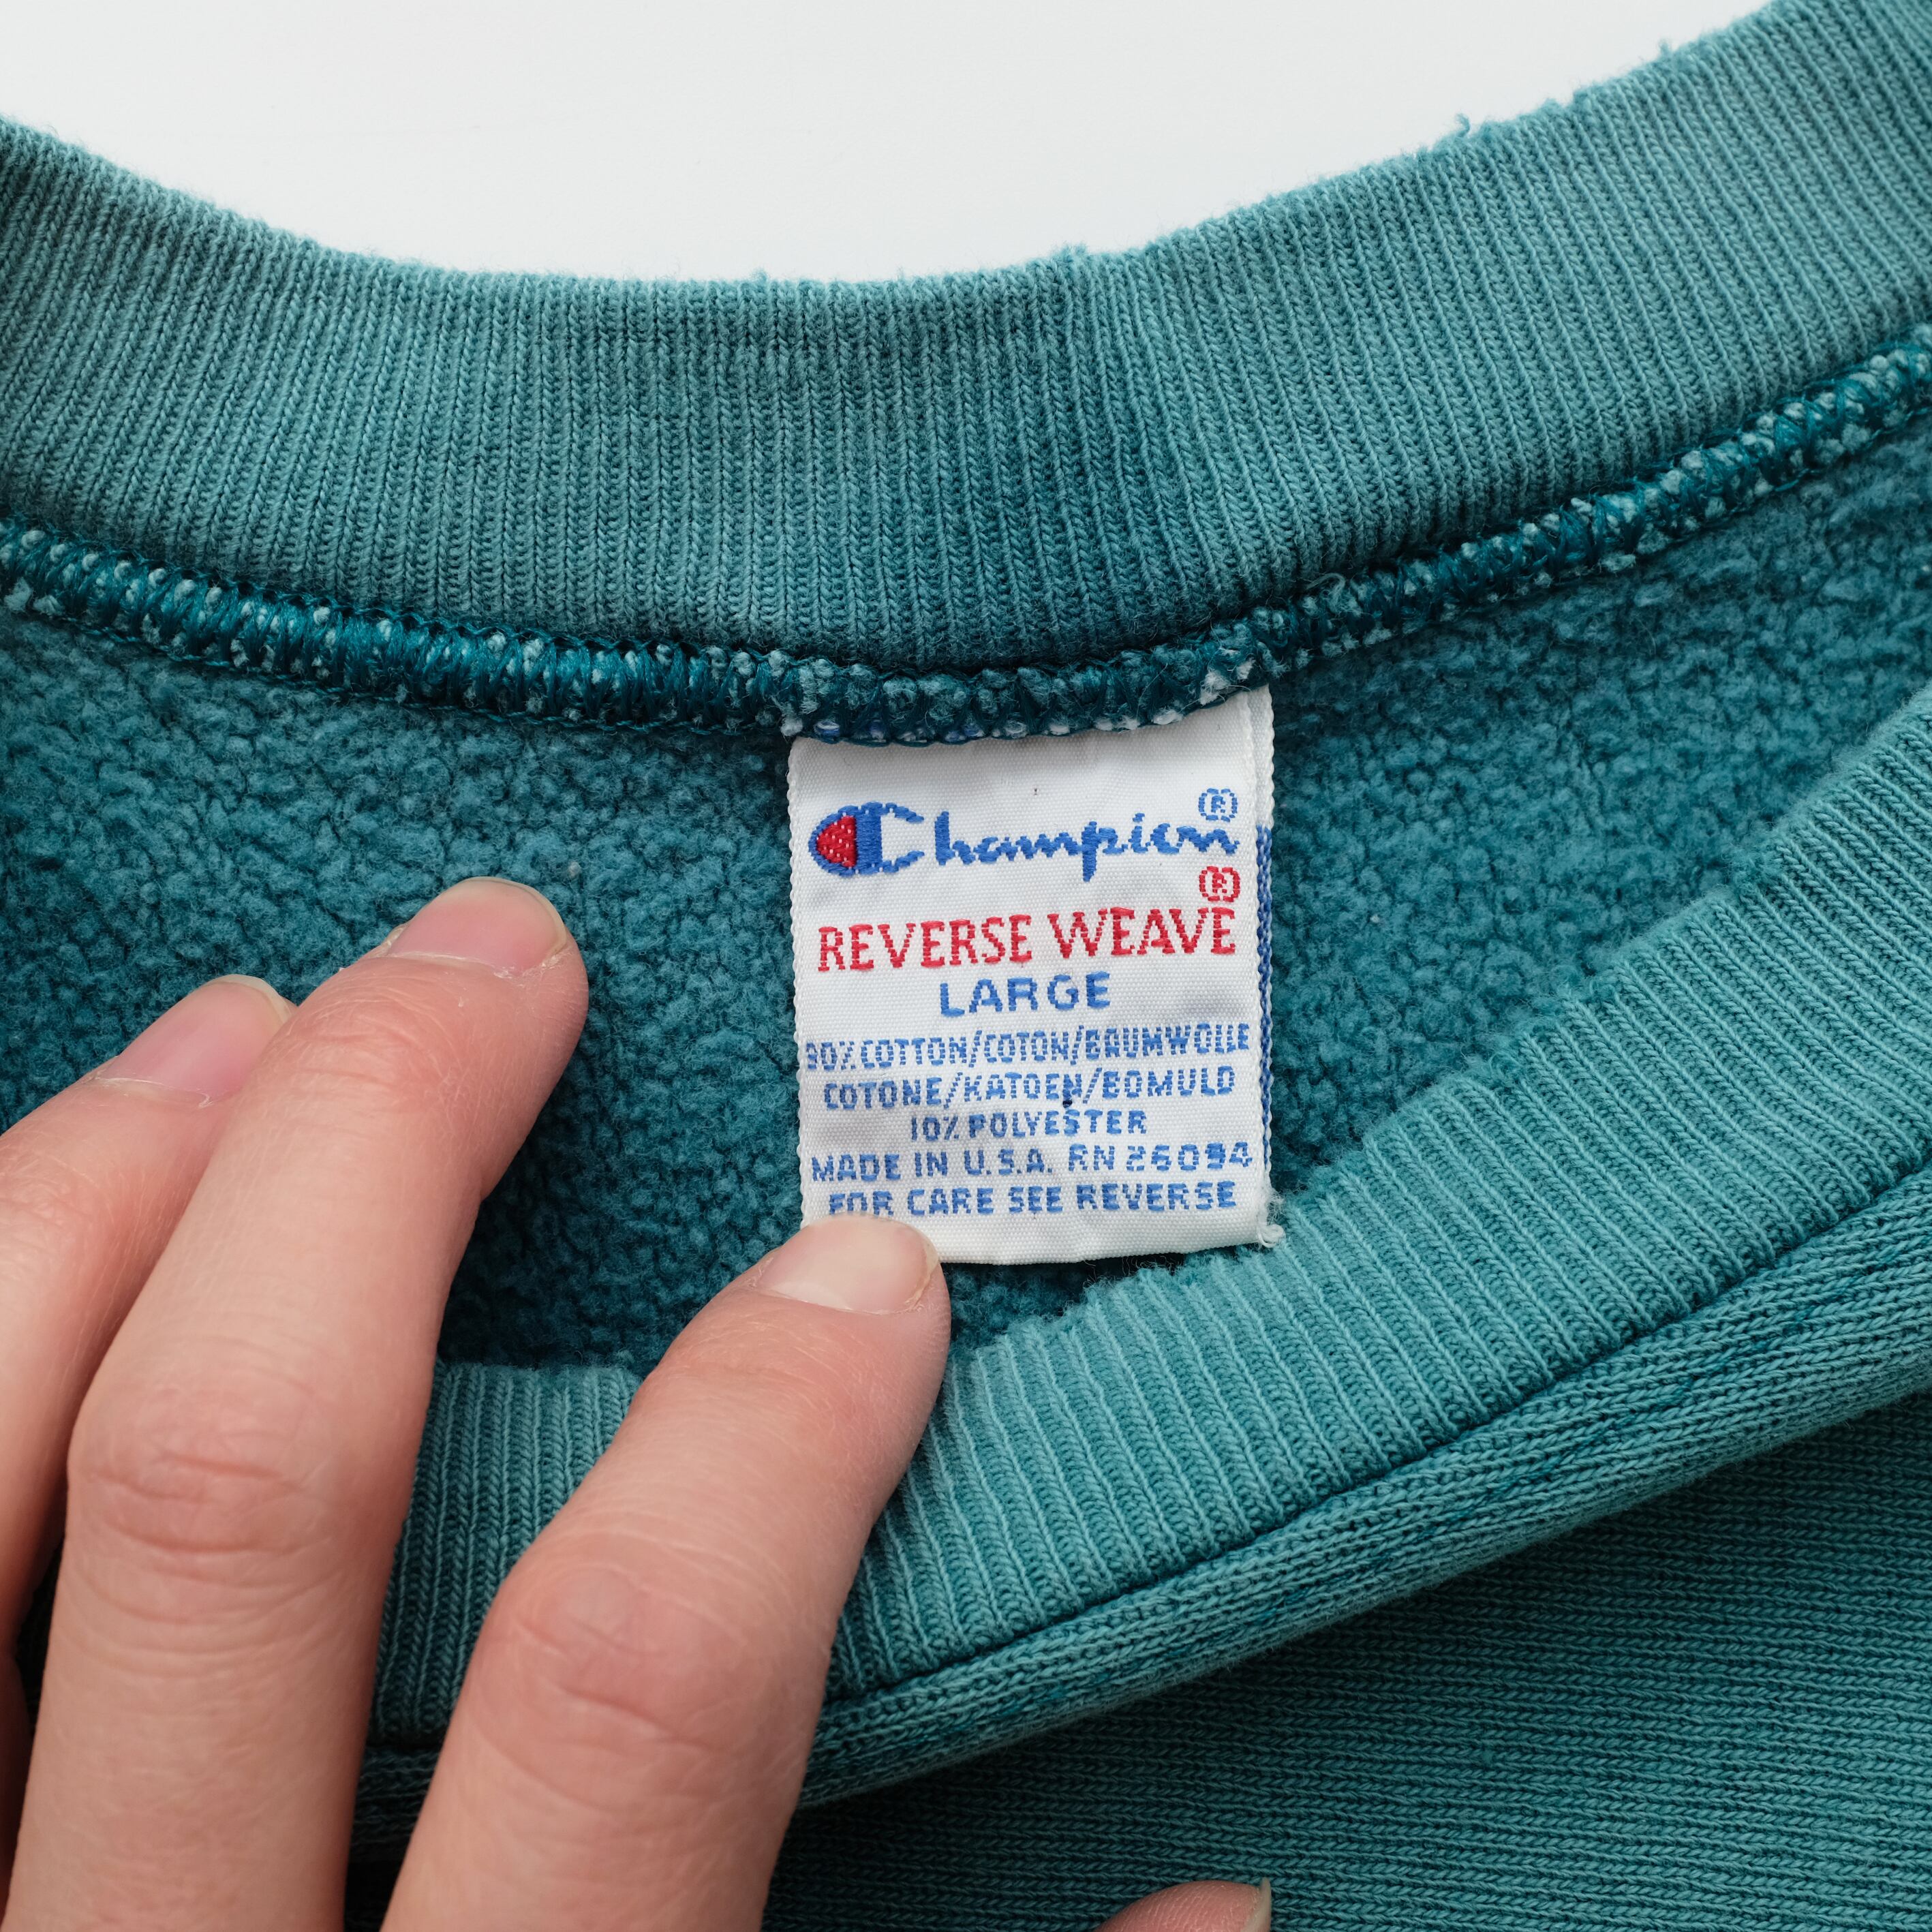 Champion®
REVERSE WEAVE®
LARGE
90% COTTON/COTON/BAUMWOLLE
COTONE/KATOEN/BOMULD
10% POLYESTER
MADE IN U.S.A. RN 26094
FOR CARE SEE REVERSE